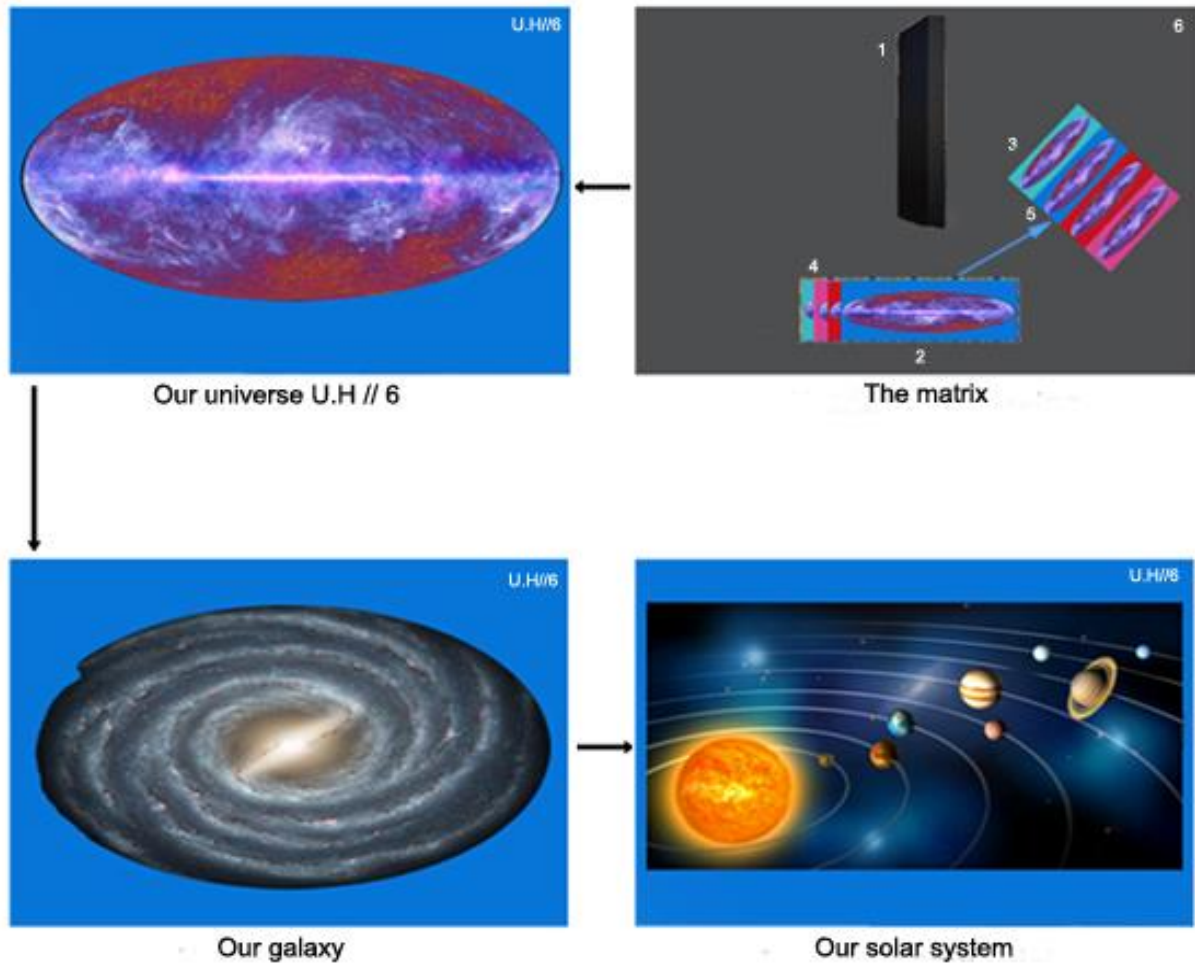 U.H//6
Our universe U.H // 6
6
1
3
5
4
2
The matrix
U.H//6
Our galaxy
U.H//6
Our solar system